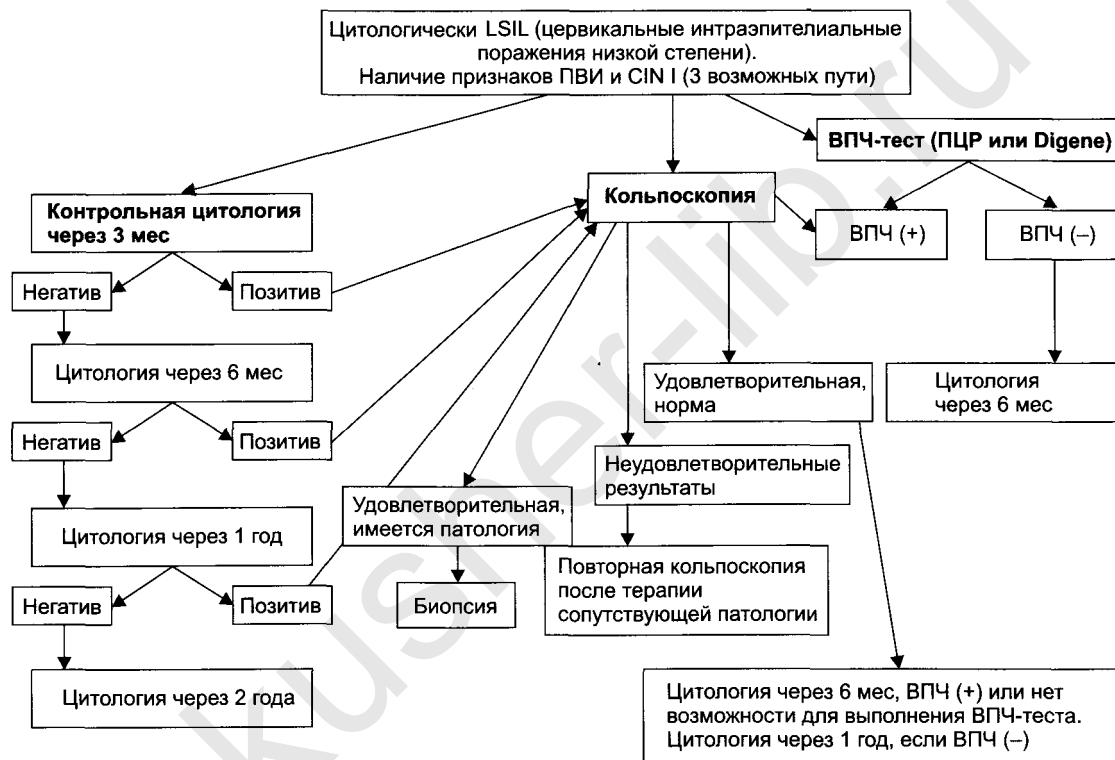 Цитологически LSIL (цервикальные интраэпителиальные
поражения низкой степени).
Наличие признаков ПВИ и CIN I (3 возможных пути)
ВПЧ-тест (ПЦР или Digene)
Кольпоскопия
Контрольная цитология
через 3 мес
ВПЧ (+)
ВПЧ (–)
Негатив
Позитив
Цитология через 6 мес
Удовлетворительная,
норма
Цитология
через 6 мес
Негатив
Позитив
Неудовлетворительные
результаты
Удовлетворительная,
имеется патология
Цитология через 1 год
Повторная кольпоскопия
после терапии
сопутствующей патологии
Негатив
Позитив
Биопсия
Цитология через 2 года
Цитология через 6 мес, ВПЧ (+) или нет
возможности для выполнения ВПЧ-теста.
Цитология через 1 год, если ВПЧ (–)
kusher-lib.ru